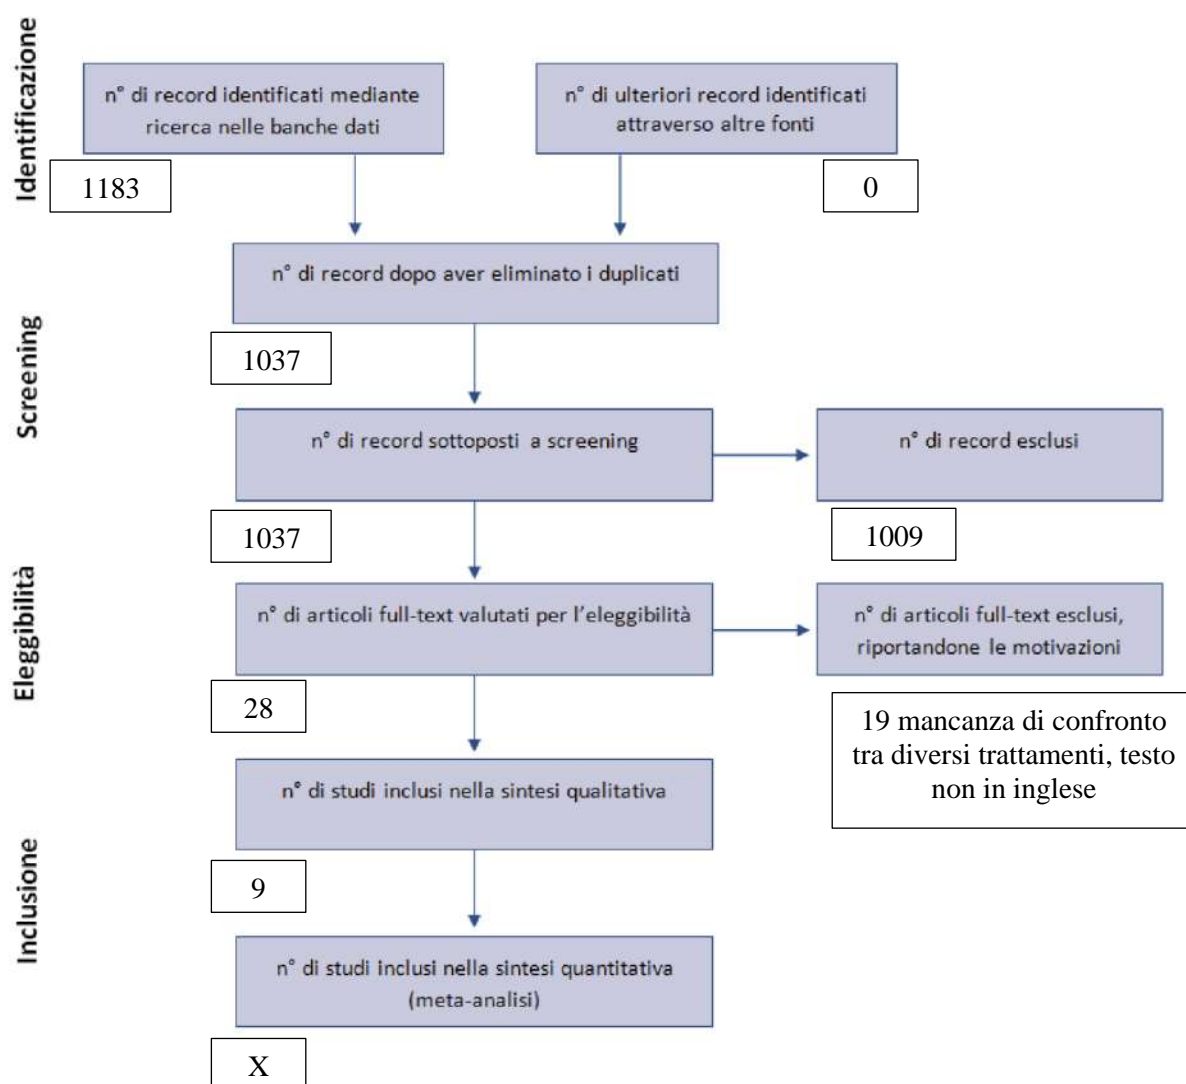 Identificazione
n° di record identificati mediante
ricerca nelle banche dati
1183
n° di ulteriori record identificati
attraverso altre fonti
0
n° di record dopo aver eliminato i duplicati
1037
Screening
n° di record sottoposti a screening
1037
n° di record esclusi
1009
Eleggibilità
n° di articoli full-text valutati per l'eleggibilità
28
n° di articoli full-text esclusi,
riportandone le motivazioni
19 mancanza di confronto
tra diversi trattamenti, testo
non in inglese
Inclusione
n° di studi inclusi nella sintesi qualitativa
9
n° di studi inclusi nella sintesi quantitativa
(meta-analisi)
X